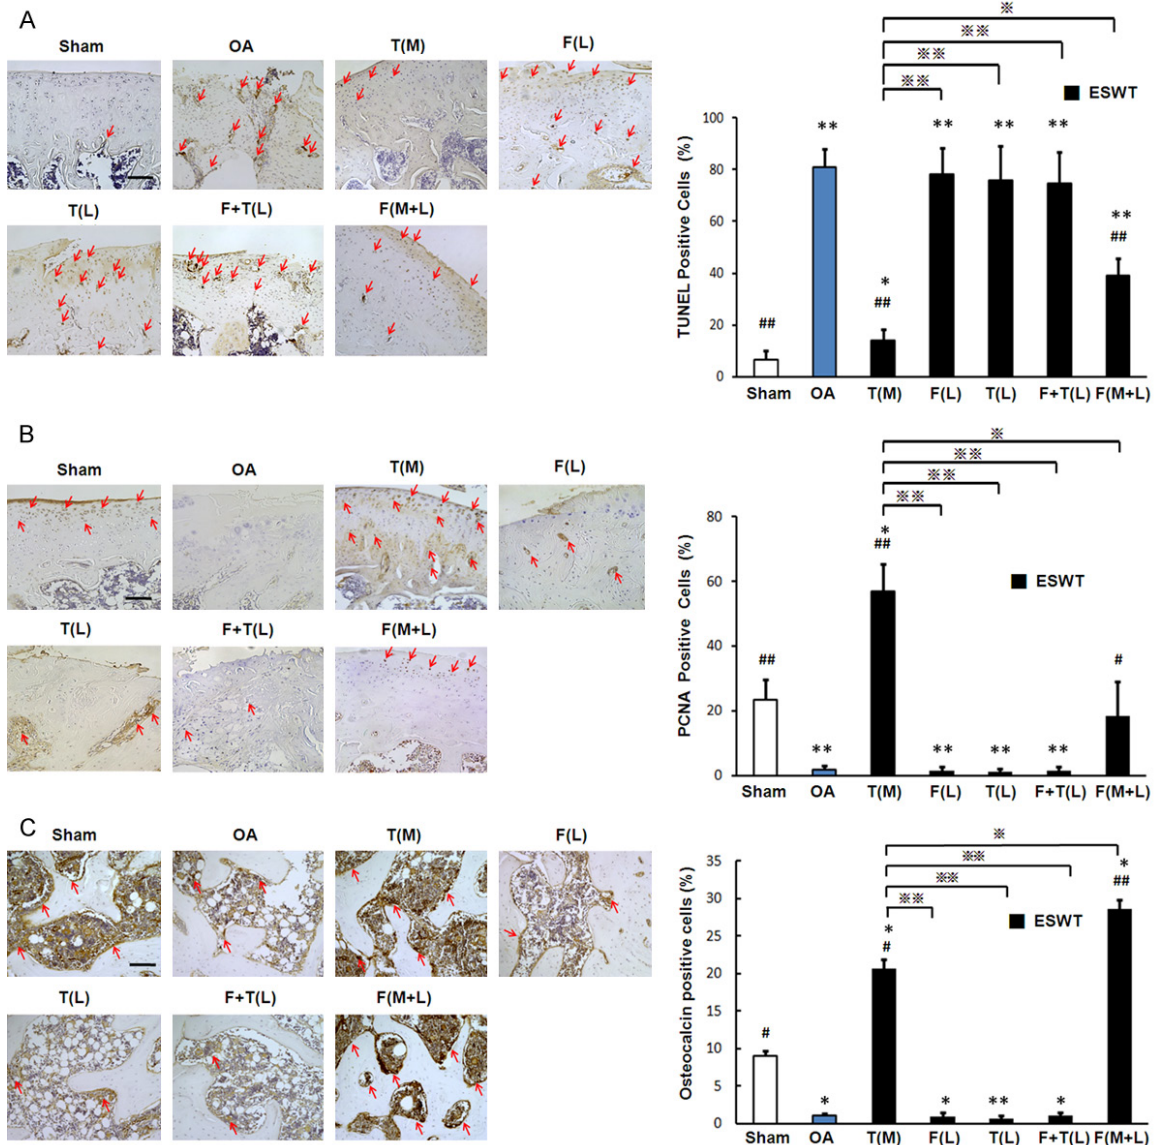 A
Sham OA T(M) F(L)
T(L) F+T(L) F(M+L)
※
※※
※※
※※
ESWT
TUNEL Positive Cells (%)
100
80
60
40
20
0
** ** ** **
* **
## ## ##
Sham OA T(M) F(L) T(L) F+T(L) F(M+L)
B
Sham OA T(M) F(L)
T(L) F+T(L) F(M+L)
※
※※
※※
※※
ESWT
PCNA Positive Cells (%)
80
60
40
20
0
*
## ## #
** ** ** **
Sham OA T(M) F(L) T(L) F+T(L) F(M+L)
C
Sham OA T(M) F(L)
T(L) F+T(L) F(M+L)
※
※※
※※
※※
ESWT
Osteocalcin positive cells (%)
35
30
25
20
15
10
5
0
* *
# # ##
* * ** *
Sham OA T(M) F(L) T(L) F+T(L) F(M+L)